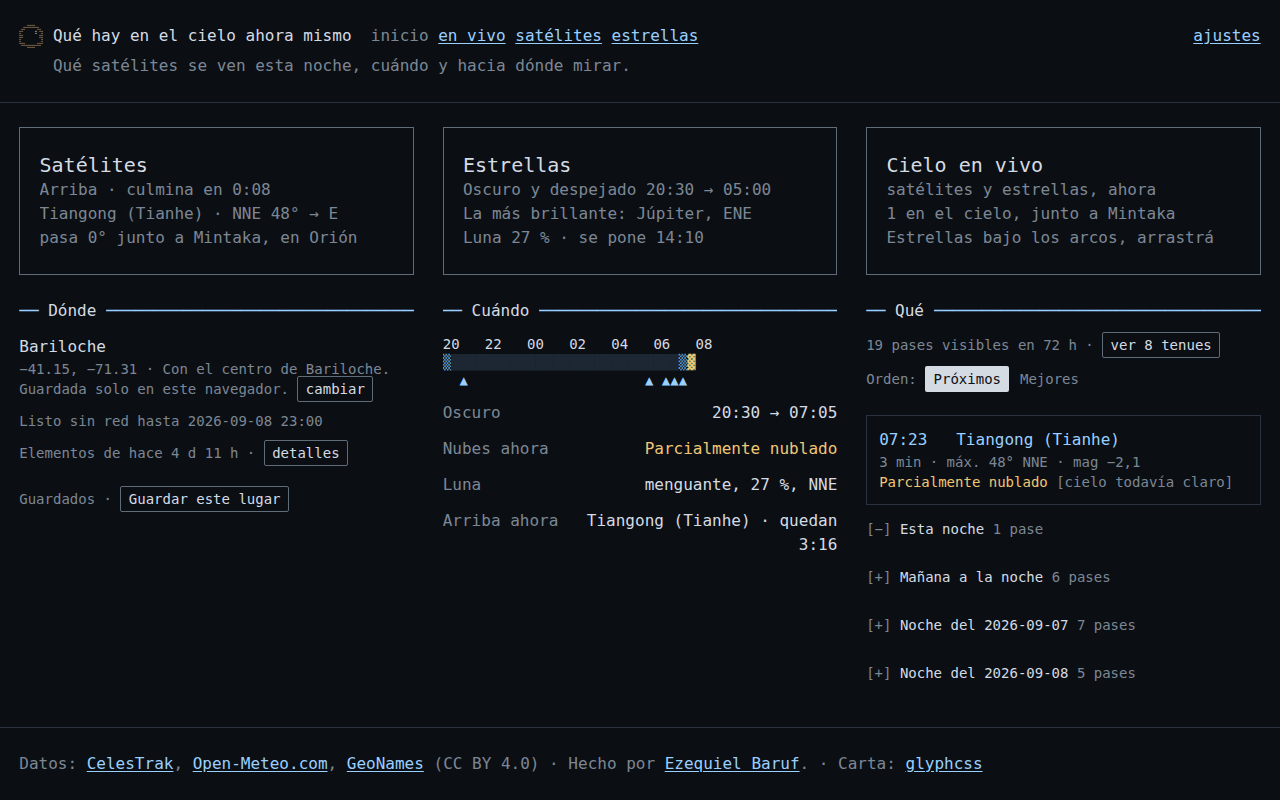 Qué hay en el cielo ahora mismo inicio en vivo satélites estrellas ajustes
Qué satélites se ven esta noche, cuándo y hacia dónde mirar.
Satélites
Arriba · culmina en 0:08
Tiangong (Tianhe) · NNE 48° → E
pasa 0° junto a Mintaka, en Orión
Estrellas
Oscuro y despejado 20:30 → 05:00
La más brillante: Júpiter, ENE
Luna 27 % · se pone 14:10
Cielo en vivo
satélites y estrellas, ahora
1 en el cielo, junto a Mintaka
Estrellas bajo los arcos, arrastrá
Dónde
Bariloche
−41.15, −71.31 · Con el centro de Bariloche.
Guardada solo en este navegador. cambiar
Listo sin red hasta 2026-09-08 23:00
Elementos de hace 4 d 11 h · detalles
Guardados · Guardar este lugar
Cuándo
20 22 00 02 04 06 08
Oscuro 20:30 → 07:05
Nubes ahora Parcialmente nublado
Luna menguante, 27 %, NNE
Arriba ahora Tiangong (Tianhe) · quedan
3:16
Qué
19 pases visibles en 72 h · ver 8 tenues
Orden: Próximos Mejores
07:23 Tiangong (Tianhe)
3 min · máx. 48° NNE · mag −2,1
Parcialmente nublado [cielo todavía claro]
[−] Esta noche 1 pase
[+] Mañana a la noche 6 pases
[+] Noche del 2026-09-07 7 pases
[+] Noche del 2026-09-08 5 pases
Datos: CelesTrak, Open-Meteo.com, GeoNames (CC BY 4.0) · Hecho por Ezequiel Baruf. · Carta: glyphcss